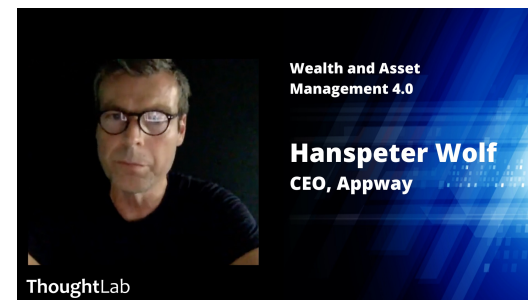 Wealth and Asset
Management 4.0
Hanspeter Wolf
CEO, Appway
ThoughtLab